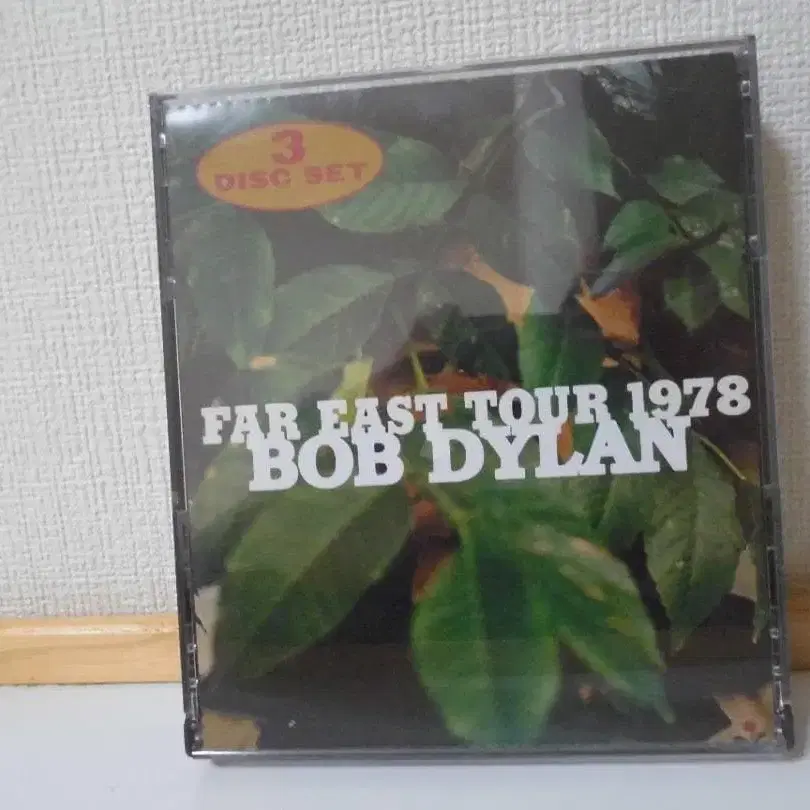 3
DISC SET
FAR EAST TOUR 1978
BOB DYLAN